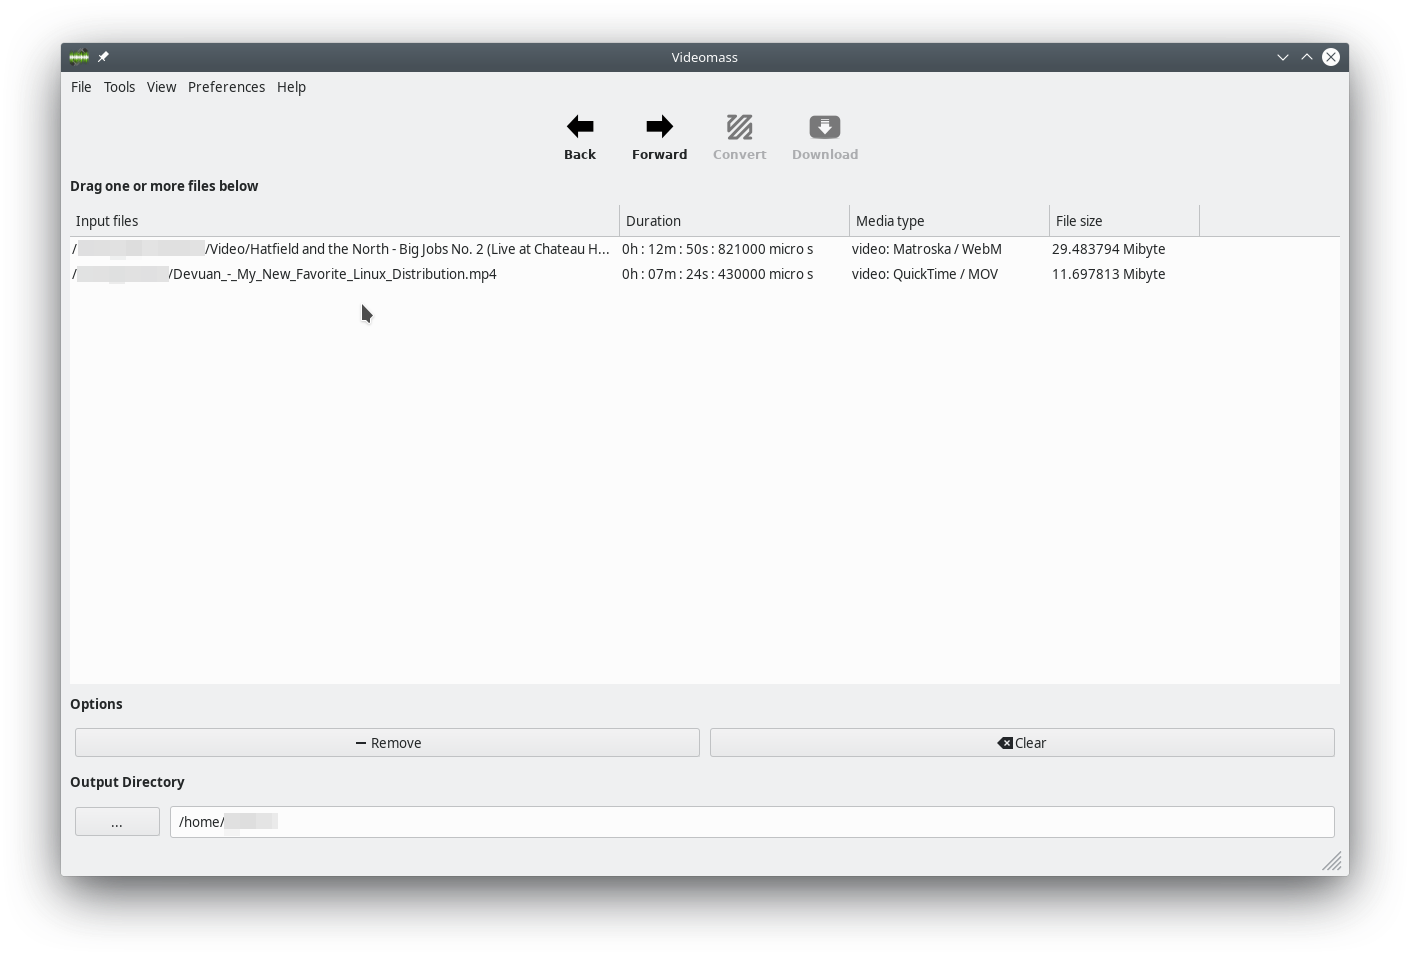 Videomass
File Tools View Preferences Help
Back Forward Convert Download
Drag one or more files below
Input files Duration Media type File size
/ /Video/Hatfield and the North - Big Jobs No. 2 (Live at Chateau H... 0h : 12m : 50s : 821000 micro s video: Matroska / WebM 29.483794 Mibyte
/ /Devuan_-_My_New_Favorite_Linux_Distribution.mp4 0h : 07m : 24s : 430000 micro s video: QuickTime / MOV 11.697813 Mibyte
Options
Remove Clear
Output Directory
... /home/